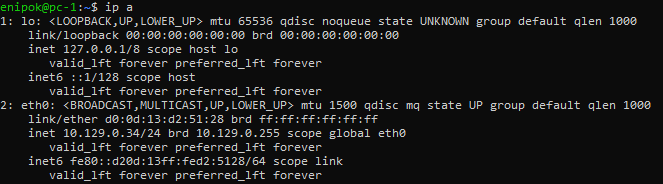 enipok@pc-1:~$ ip a
1: lo: <LOOPBACK,UP,LOWER_UP> mtu 65536 qdisc noqueue state UNKNOWN group default qlen 1000
    link/loopback 00:00:00:00:00:00 brd 00:00:00:00:00:00
    inet 127.0.0.1/8 scope host lo
       valid_lft forever preferred_lft forever
    inet6 ::1/128 scope host
       valid_lft forever preferred_lft forever
2: eth0: <BROADCAST,MULTICAST,UP,LOWER_UP> mtu 1500 qdisc mq state UP group default qlen 1000
    link/ether d0:0d:13:d2:51:28 brd ff:ff:ff:ff:ff:ff
    inet 10.129.0.34/24 brd 10.129.0.255 scope global eth0
       valid_lft forever preferred_lft forever
    inet6 fe80::d20d:13ff:fed2:5128/64 scope link
       valid_lft forever preferred_lft forever